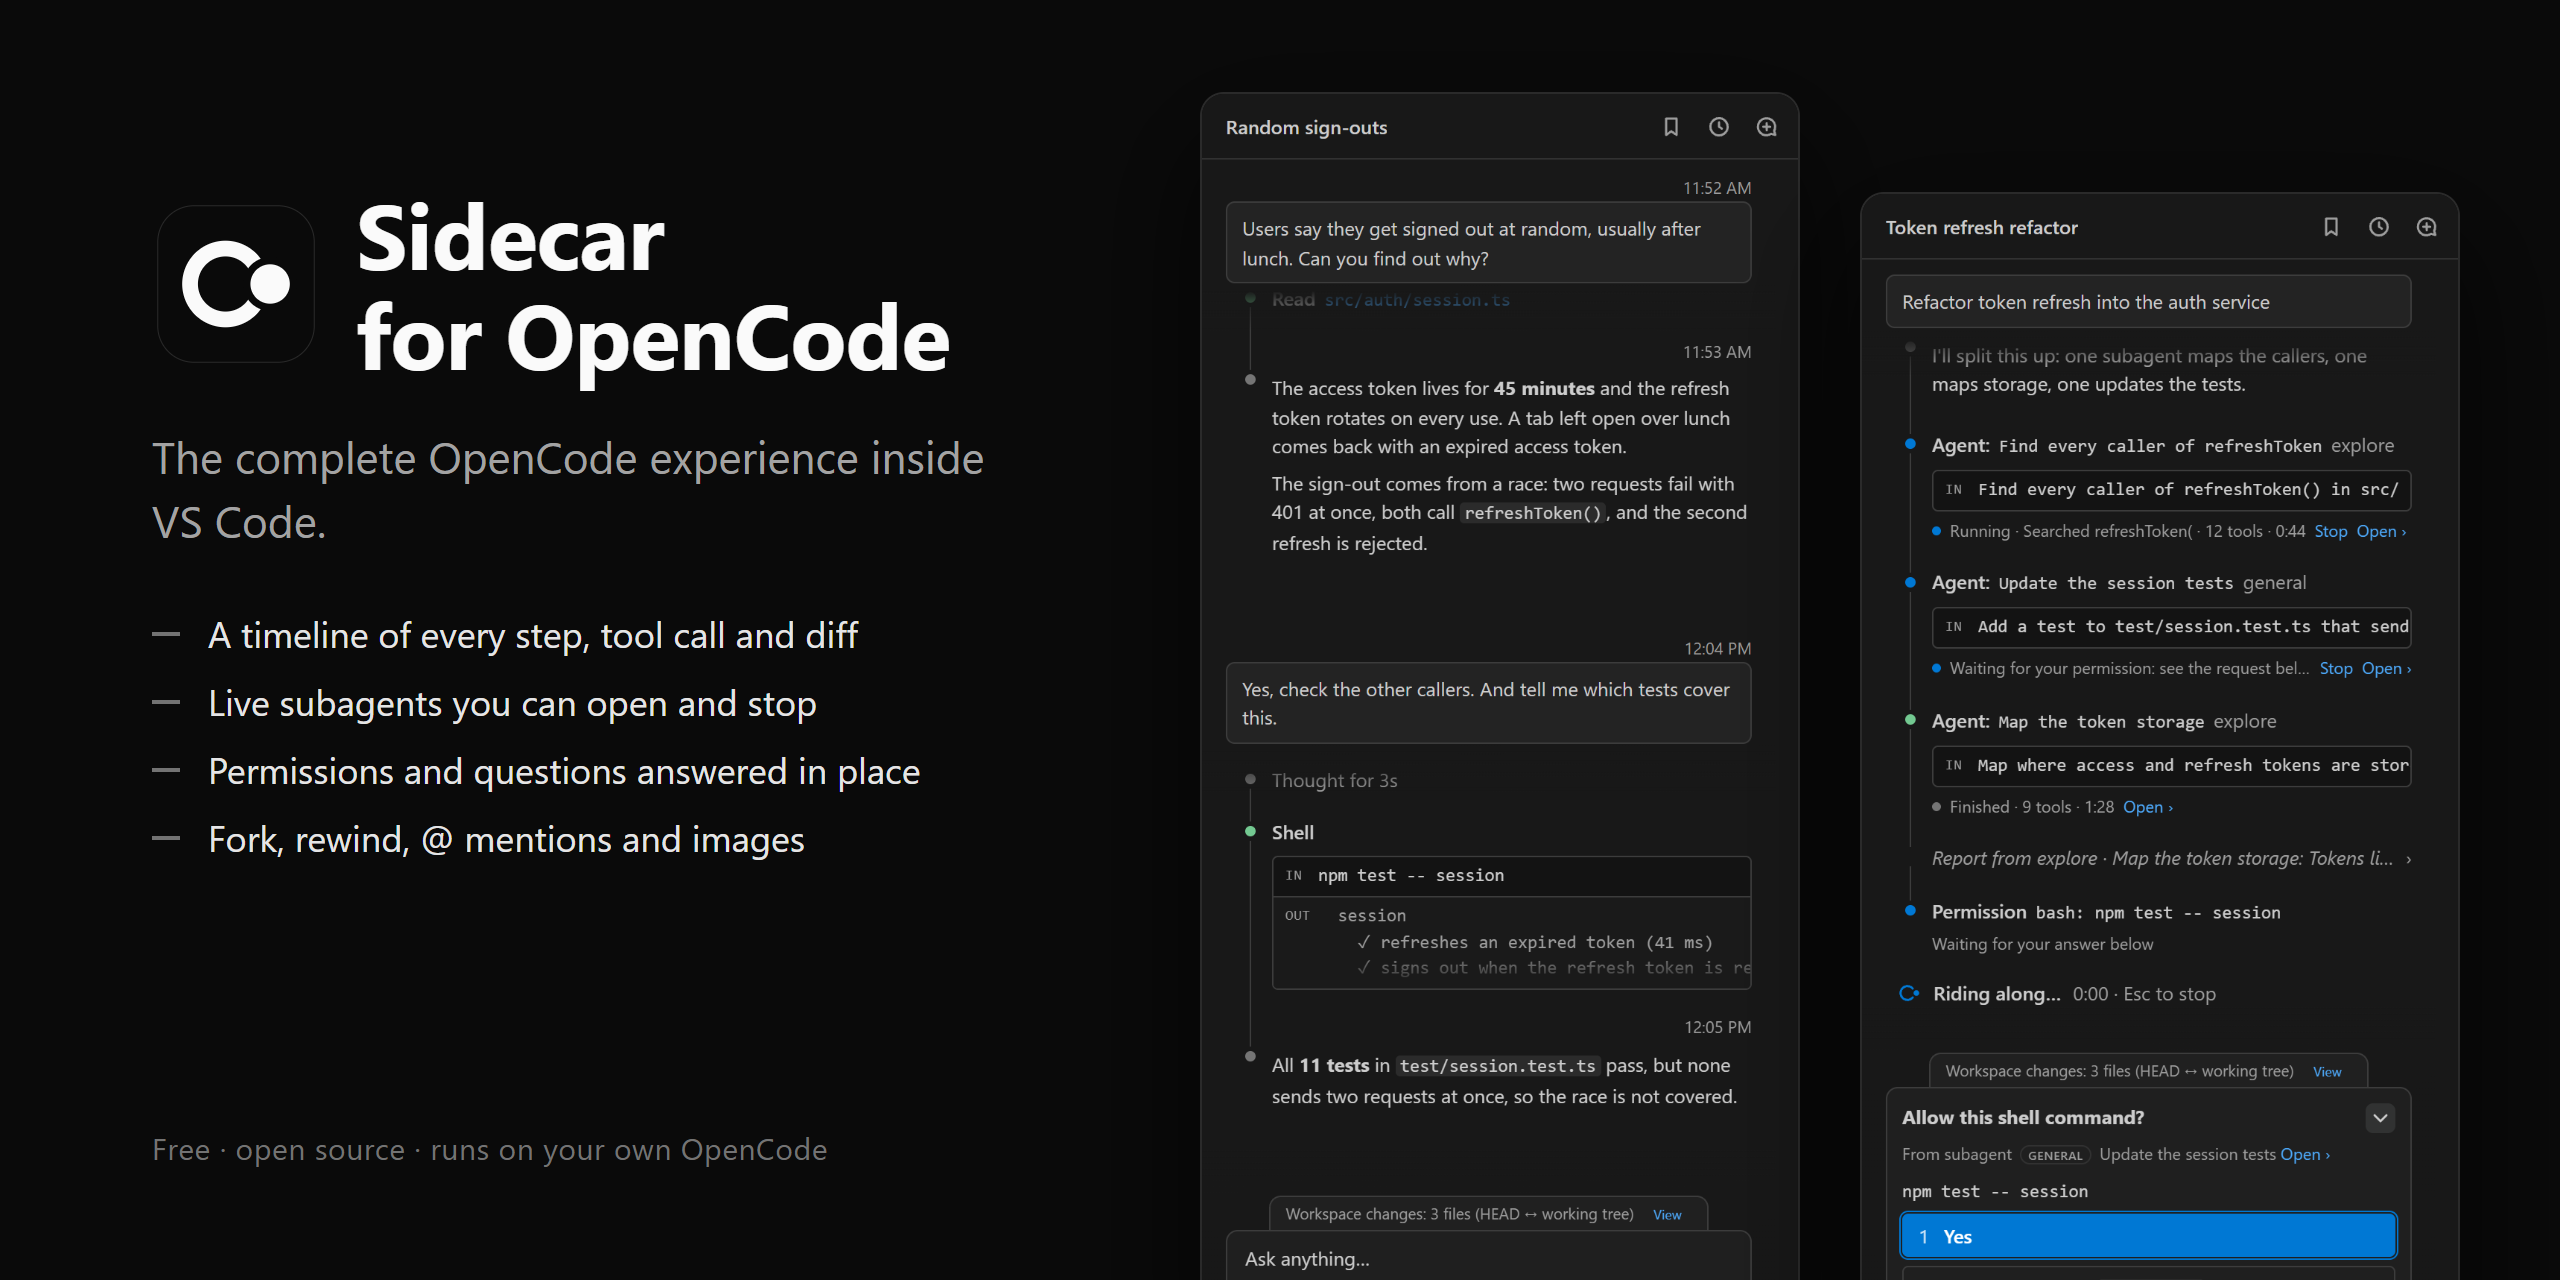 Sidecar
for OpenCode
The complete OpenCode experience inside
VS Code.
— A timeline of every step, tool call and diff
— Live subagents you can open and stop
— Permissions and questions answered in place
— Fork, rewind, @ mentions and images
Free · open source · runs on your own OpenCode
Random sign-outs
11:52 AM
Users say they get signed out at random, usually after
lunch. Can you find out why?
Read src/auth/session.ts
11:53 AM
The access token lives for 45 minutes and the refresh
token rotates on every use. A tab left open over lunch
comes back with an expired access token.
The sign-out comes from a race: two requests fail with
401 at once, both call refreshToken(), and the second
refresh is rejected.
12:04 PM
Yes, check the other callers. And tell me which tests cover
this.
Thought for 3s
Shell
IN npm test -- session
OUT session
✓ refreshes an expired token (41 ms)
✓ signs out when the refresh token is re
12:05 PM
All 11 tests in test/session.test.ts pass, but none
sends two requests at once, so the race is not covered.
Workspace changes: 3 files (HEAD ↔ working tree) View
Ask anything...
Token refresh refactor
Refactor token refresh into the auth service
I'll split this up: one subagent maps the callers, one
maps storage, one updates the tests.
Agent: Find every caller of refreshToken explore
IN Find every caller of refreshToken() in src/
Running · Searched refreshToken( · 12 tools · 0:44 Stop Open ›
Agent: Update the session tests general
IN Add a test to test/session.test.ts that send
Waiting for your permission: see the request bel... Stop Open ›
Agent: Map the token storage explore
IN Map where access and refresh tokens are stor
Finished · 9 tools · 1:28 Open ›
Report from explore · Map the token storage: Tokens li... ›
Permission bash: npm test -- session
Waiting for your answer below
Riding along... 0:00 · Esc to stop
Workspace changes: 3 files (HEAD ↔ working tree) View
Allow this shell command?
From subagent GENERAL Update the session tests Open ›
npm test -- session
1 Yes